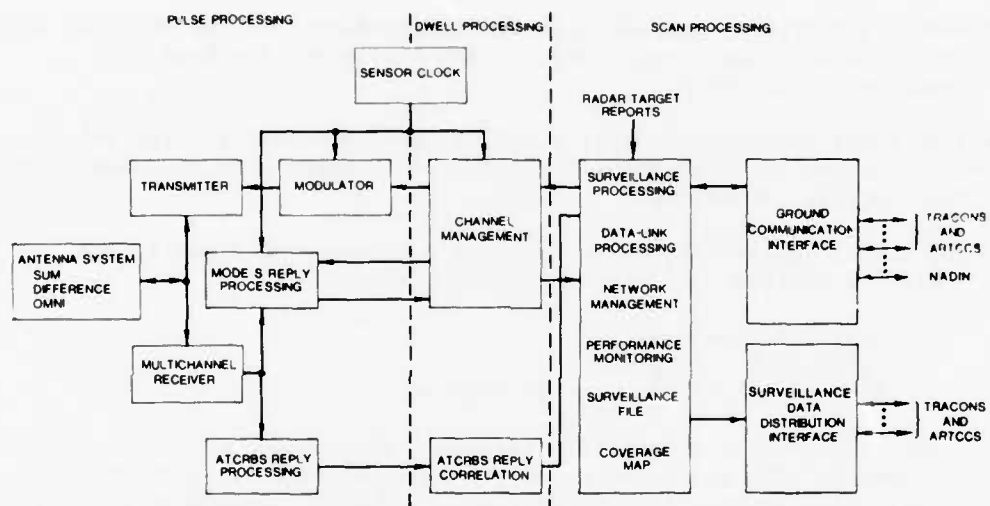 PULSE PROCESSING
DWELL PROCESSING
SCAN PROCESSING
SENSOR CLOCK
RADAR TARGET
REPORTS
TRANSMITTER
MODULATOR
CHANNEL
MANAGEMENT
SURVEILLANCE
PROCESSING
DATA-LINK
PROCESSING
NETWORK
MANAGEMENT
PERFORMANCE
MONITORING
SURVEILLANCE
FILE
COVERAGE
MAP
GROUND
COMMUNICATION
INTERFACE
TRACONS
AND
ARTCCS
NADIN
ANTENNA SYSTEM
SUM
DIFFERENCE
OMNI
MODE S REPLY
PROCESSING
MULTICHANNEL
RECEIVER
SURVEILLANCE
DATA
DISTRIBUTION
INTERFACE
TRACONS
AND
ARTCCS
ATCRBS REPLY
PROCESSING
ATCRBS REPLY
CORRELATION